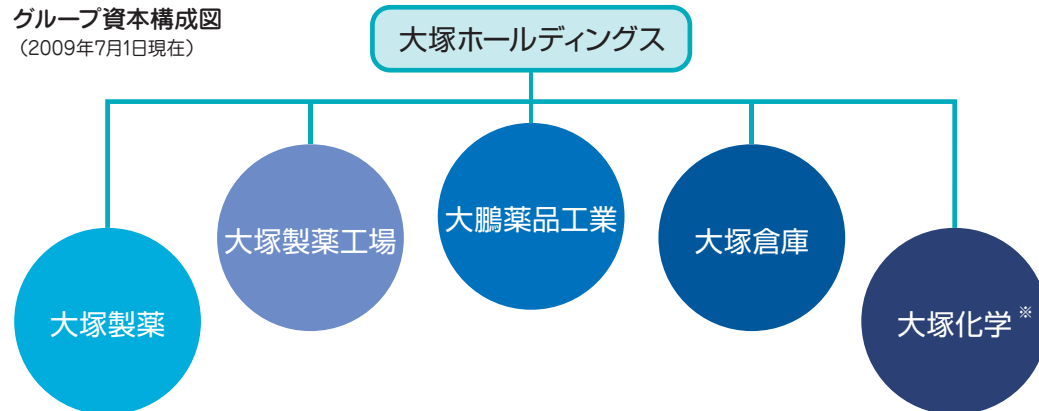 グループ資本構成図
（2009年7月1日現在）
大塚ホールディングス
大塚製薬
大塚製薬工場
大鵬薬品工業
大塚倉庫
大塚化学※